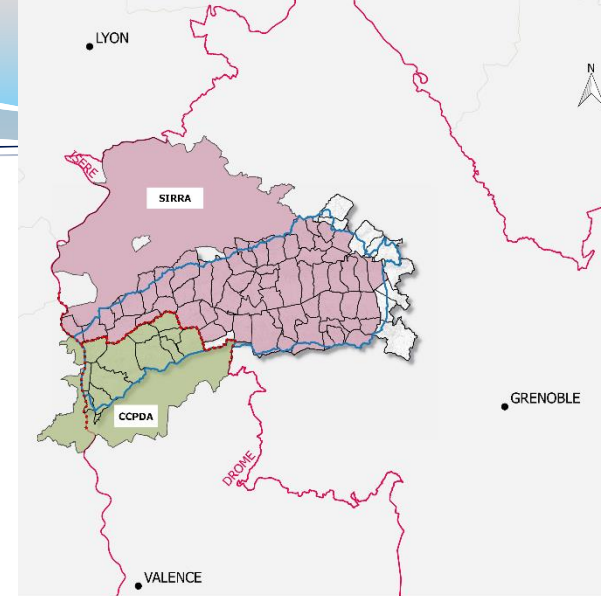 LYON
N
ISERE
SIRRA
GRENOBLE
CCPDA
DROME
VALENCE